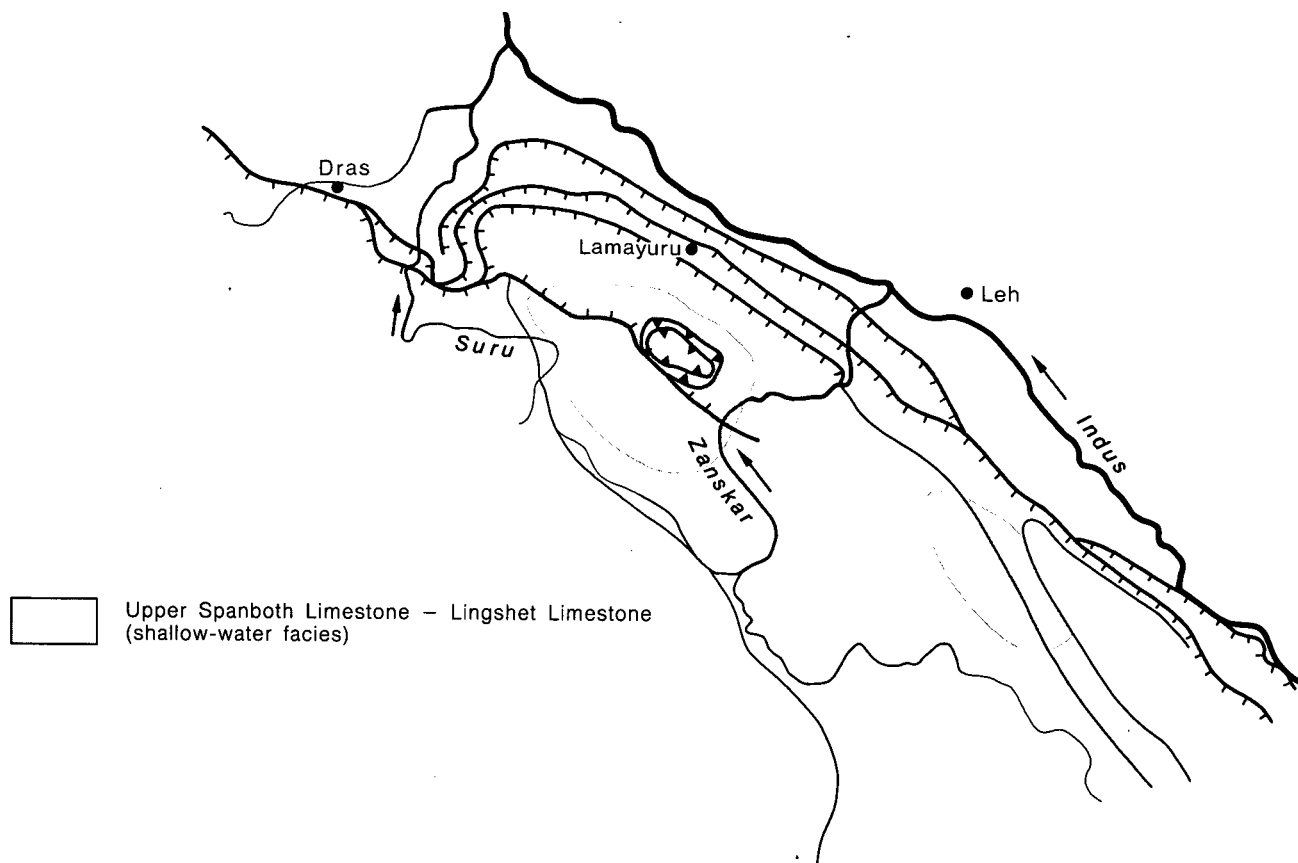 Dras
Lamayuru
Leh
Suru
Indus
Zanskar
Upper Spanboth Limestone – Lingshet Limestone
(shallow-water facies)